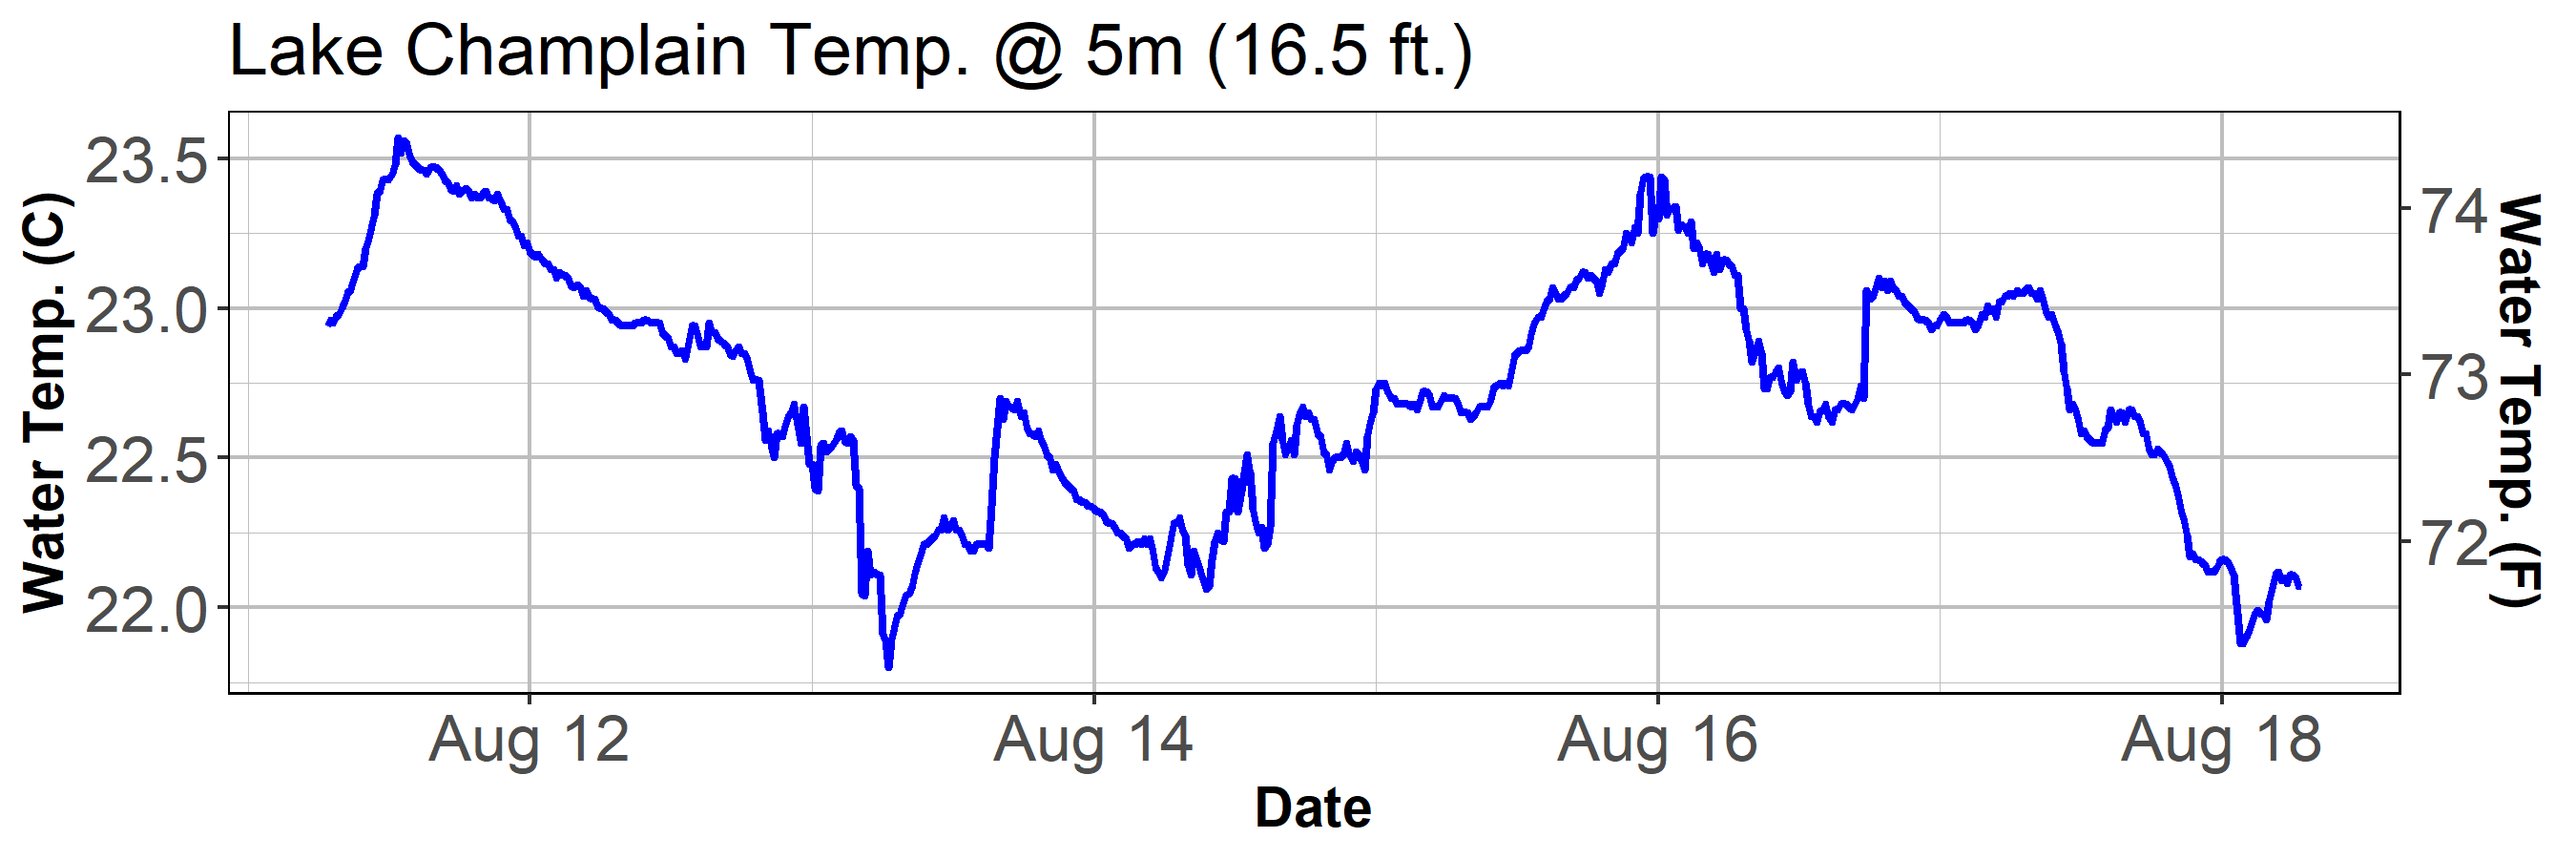 Lake Champlain Temp. @ 5m (16.5 ft.)
Water Temp. (C)
23.5
23.0
22.5
22.0
74
73
72
Water Temp. (F)
Aug 12 Aug 14 Aug 16 Aug 18
Date